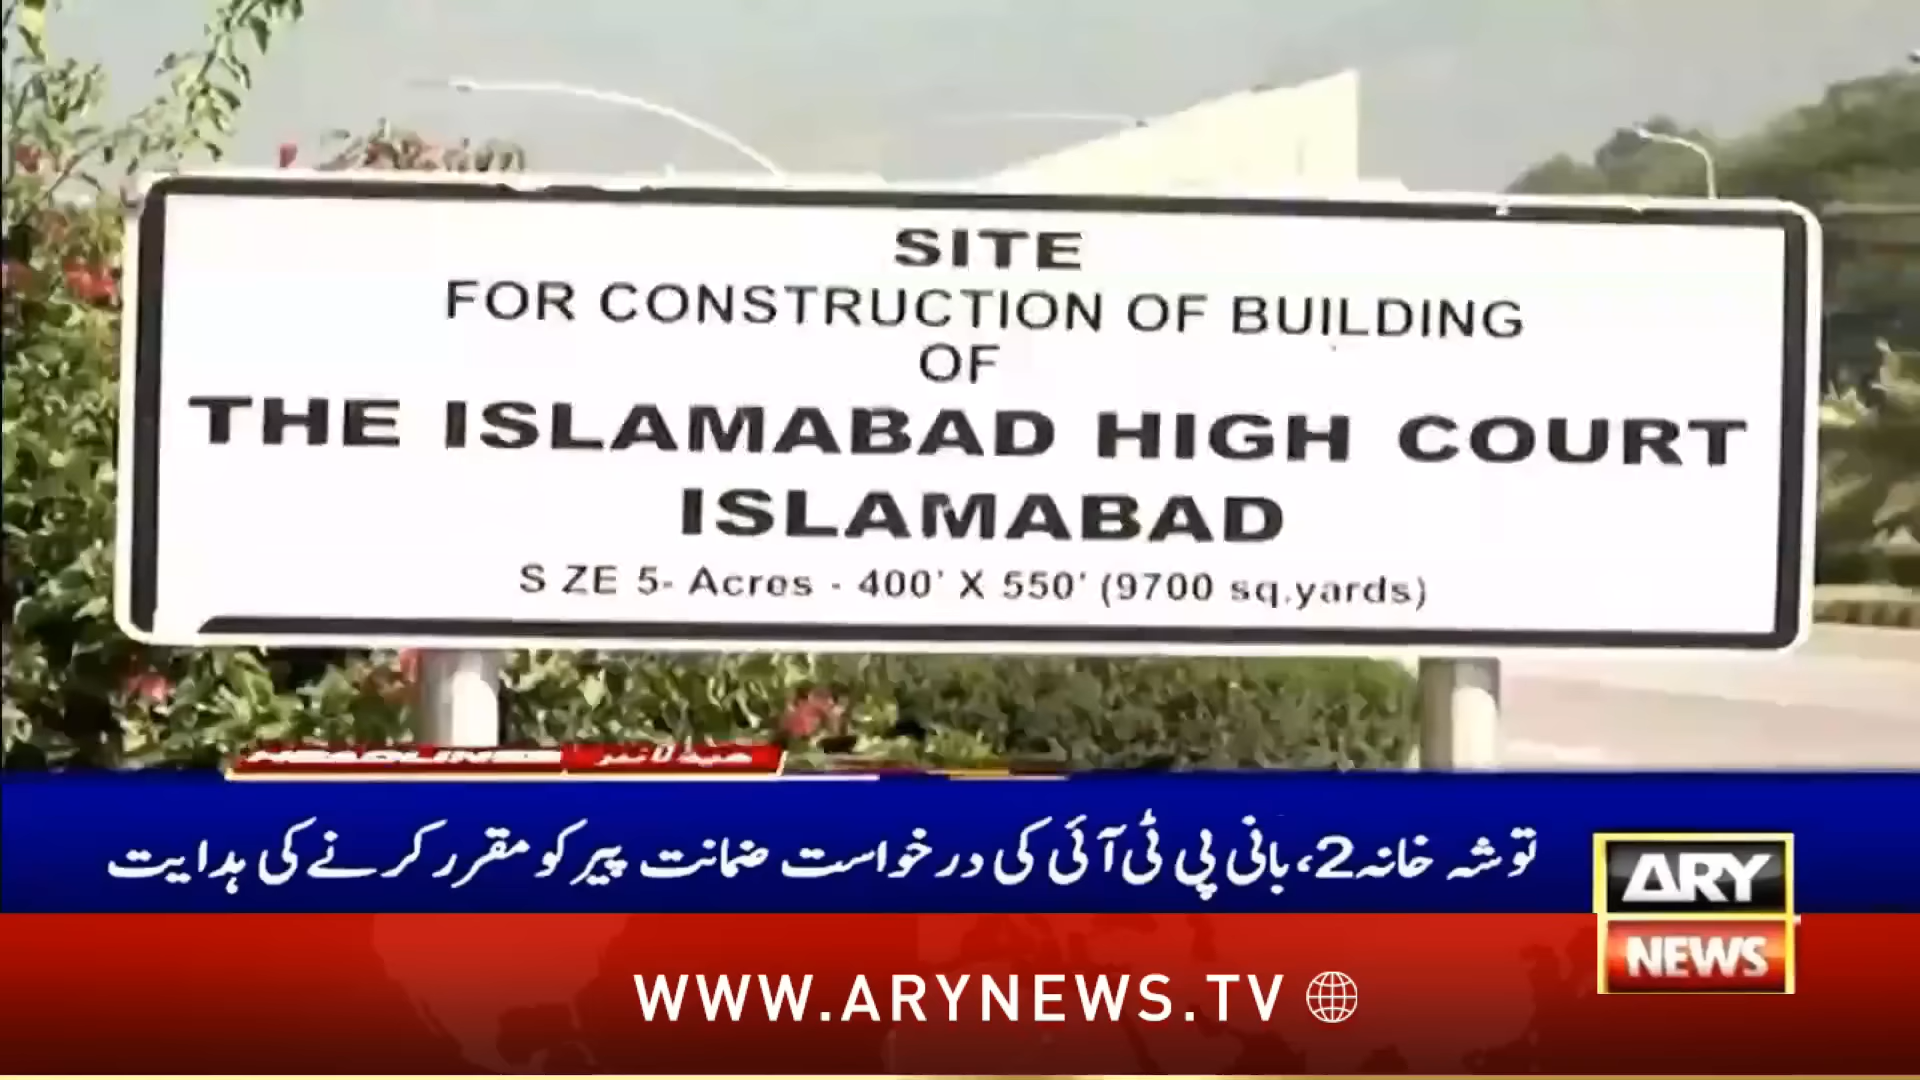 SITE
FOR CONSTRUCTION OF BUILDING
OF
THE ISLAMABAD HIGH COURT
ISLAMABAD
S ZE 5- Acres - 400' X 550' (9700 sq.yards)
HEADLINES ہیڈلائنز
توشہ خانہ 2، بانی پی ٹی آئی کی درخواست ضمانت پیر کو مقرر کرنے کی ہدایت
ARY
NEWS
WWW.ARYNEWS.TV